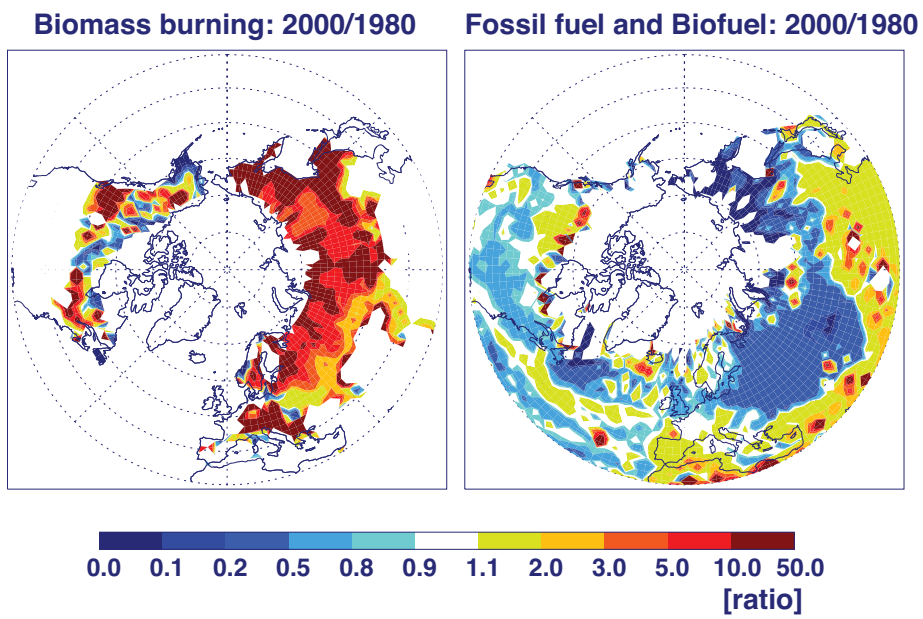 Biomass burning: 2000/1980
Fossil fuel and Biofuel: 2000/1980
0.0 0.1 0.2 0.5 0.8 0.9 1.1 2.0 3.0 5.0 10.0 50.0
[ratio]